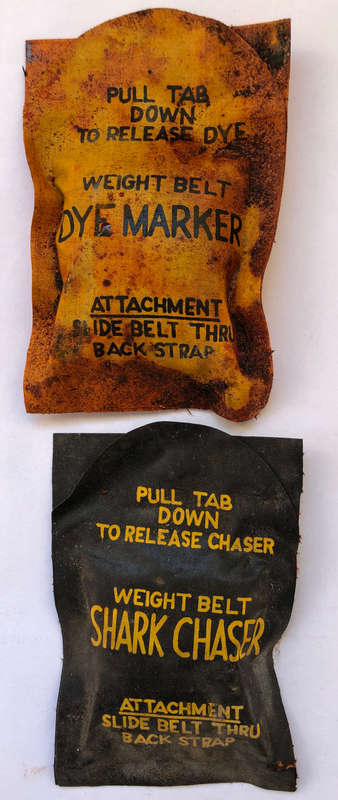 PULL TAB
DOWN
TO RELEASE DYE
WEIGHT BELT
DYE MARKER
ATTACHMENT
SLIDE BELT THRU
BACK STRAP
PULL TAB
DOWN
TO RELEASE CHASER
WEIGHT BELT
SHARK CHASER
ATTACHMENT
SLIDE BELT THRU
BACK STRAP